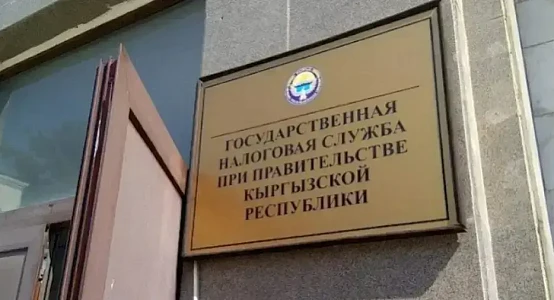 ГОСУДАРСТВЕННАЯ
НАЛОГОВАЯ СЛУЖБА
ПРИ ПРАВИТЕЛЬСТВЕ
КЫРГЫЗСКОЙ
РЕСПУБЛИКИ